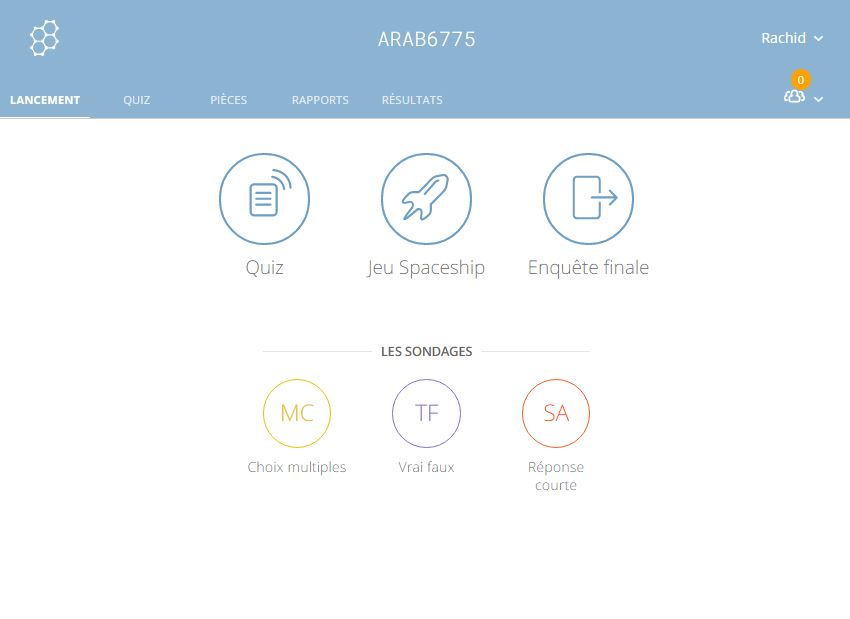 ARAB6775
Rachid
LANCEMENT QUIZ PIÈCES RAPPORTS RÉSULTATS
0
Quiz Jeu Spaceship Enquête finale
LES SONDAGES
MC TF SA
Choix multiples Vrai faux Réponse
courte